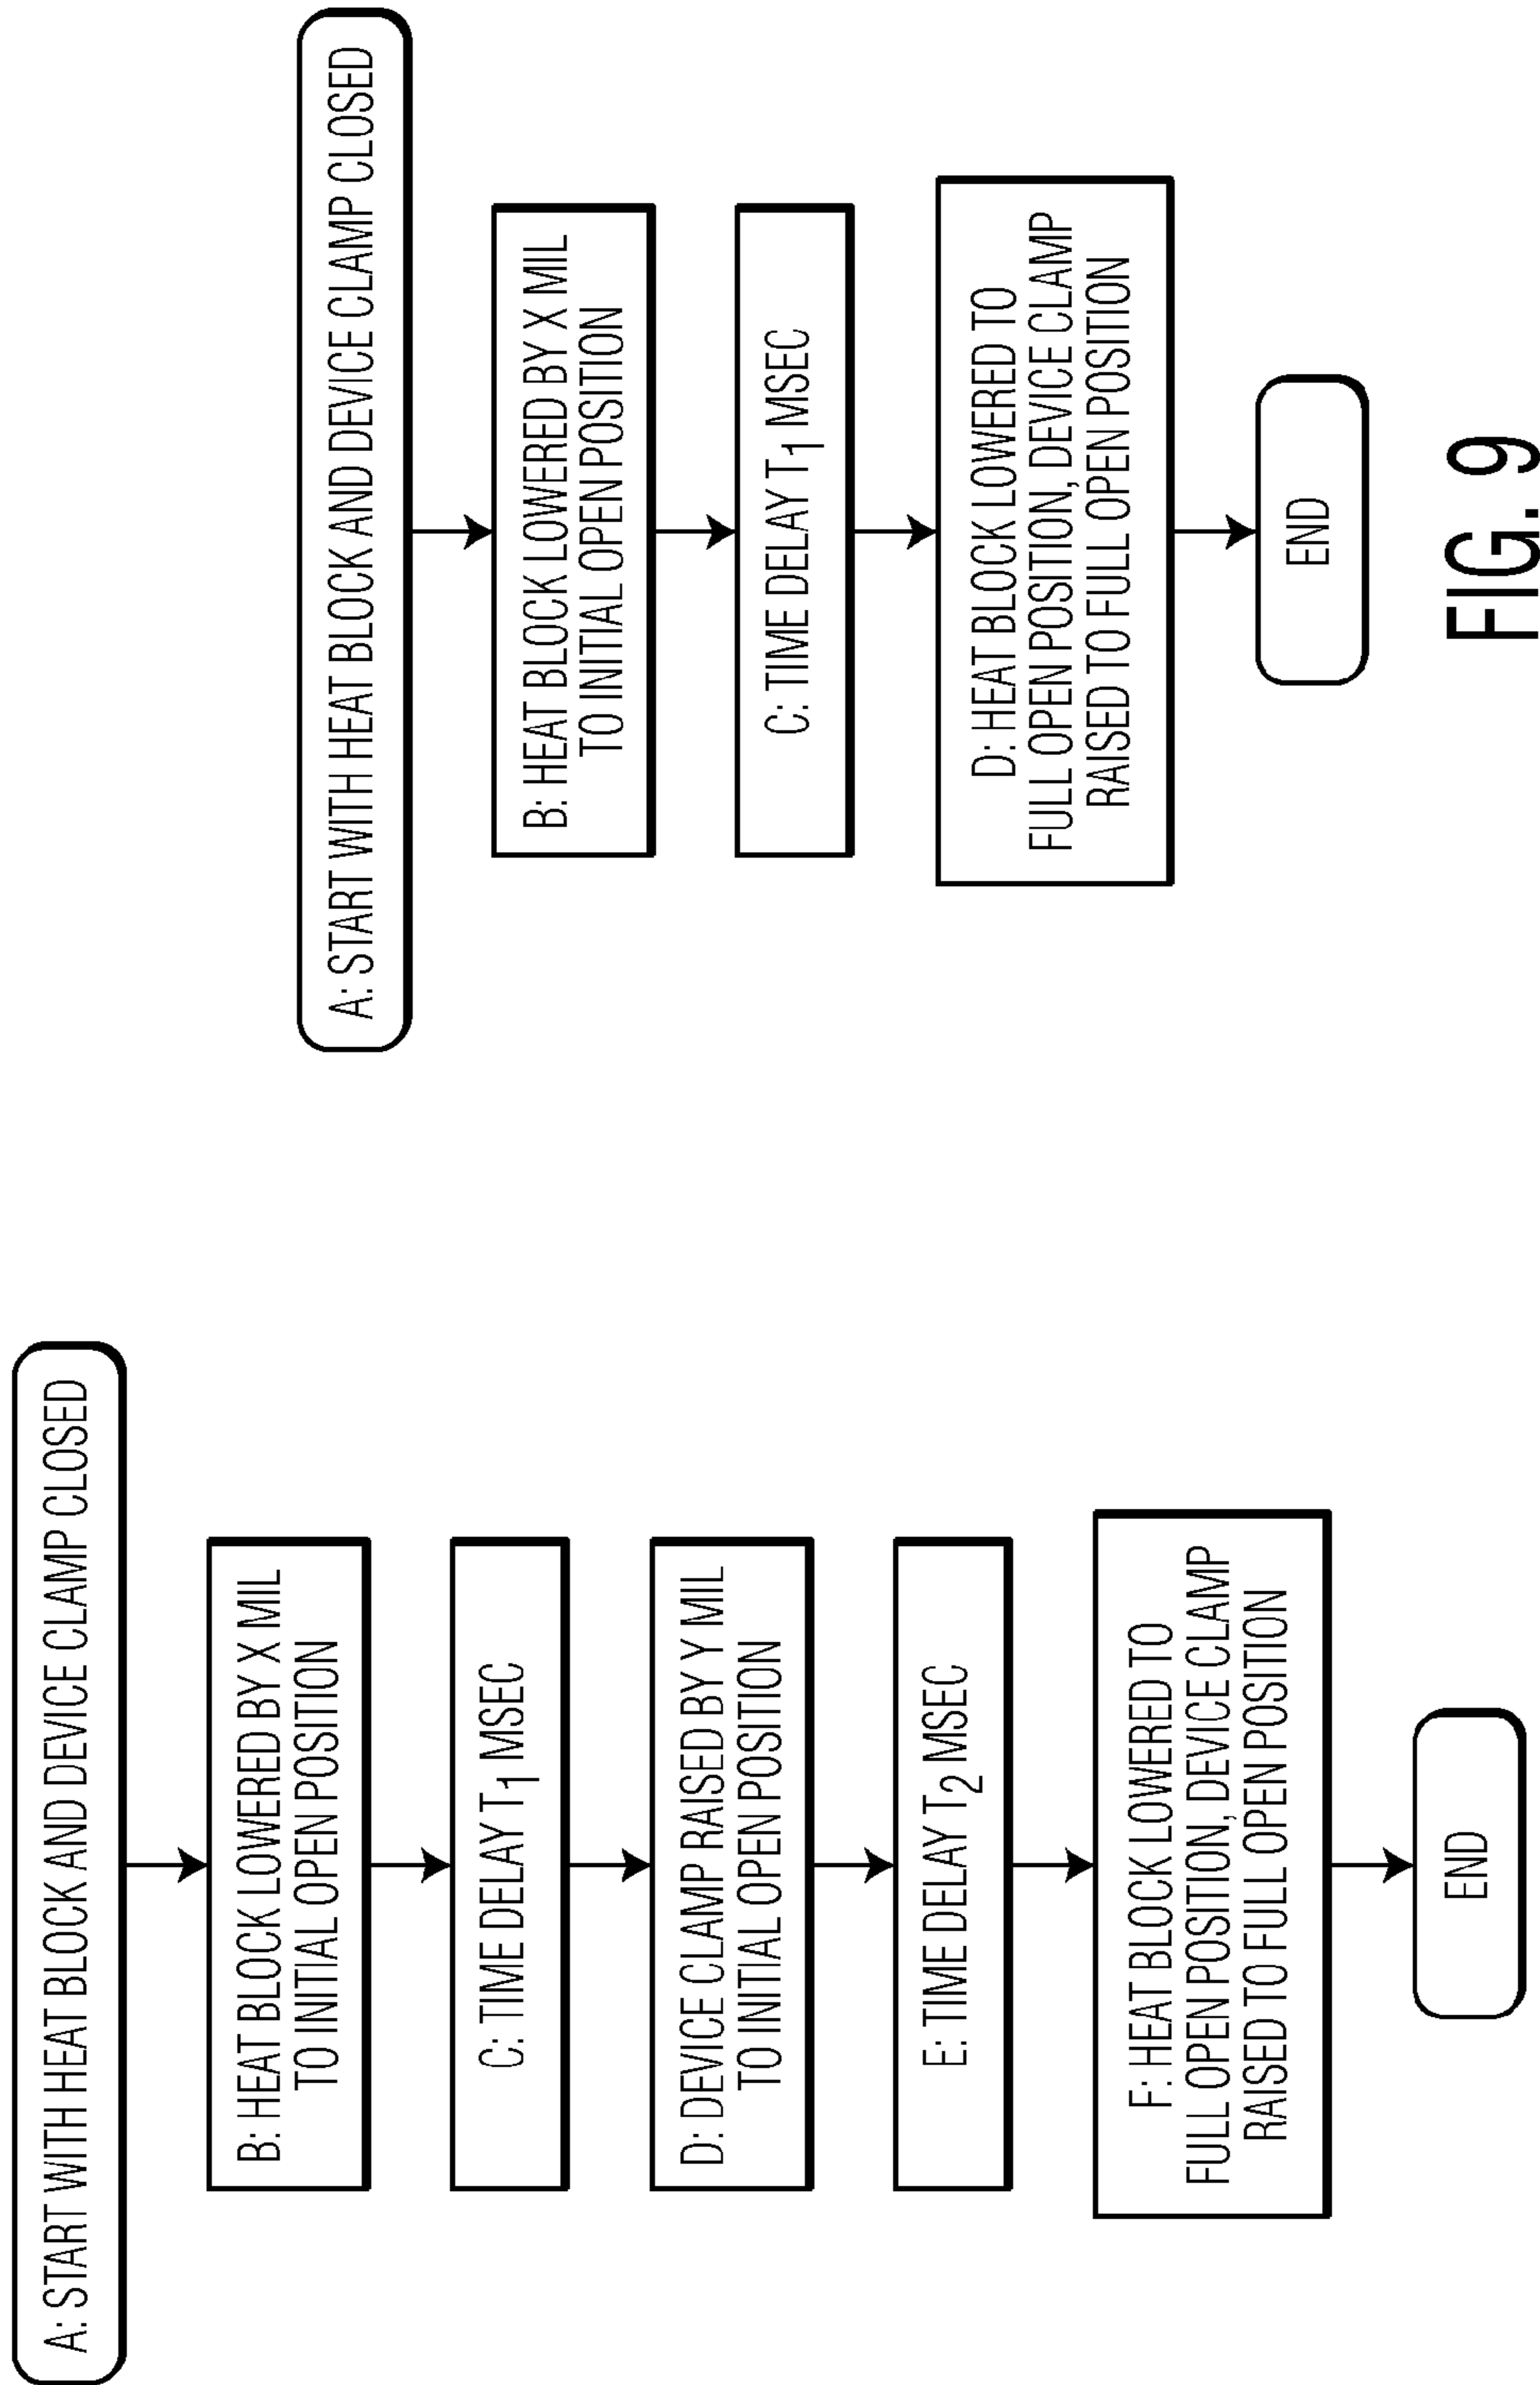 A: START WITH HEAT BLOCK AND DEVICE CLAMP CLOSED
B: HEAT BLOCK LOWERED BY X MIL
TO INITIAL OPEN POSITION
C: TIME DELAY T1 MSEC
D: DEVICE CLAMP RAISED BY Y MIL
TO INITIAL OPEN POSITION
E: TIME DELAY T2 MSEC
F: HEAT BLOCK LOWERED TO
FULL OPEN POSITION, DEVICE CLAMP
RAISED TO FULL OPEN POSITION
END
A: START WITH HEAT BLOCK AND DEVICE CLAMP CLOSED
B: HEAT BLOCK LOWERED BY X MIL
TO INITIAL OPEN POSITION
C: TIME DELAY T1 MSEC
D: HEAT BLOCK LOWERED TO
FULL OPEN POSITION, DEVICE CLAMP
RAISED TO FULL OPEN POSITION
END
FIG. 9